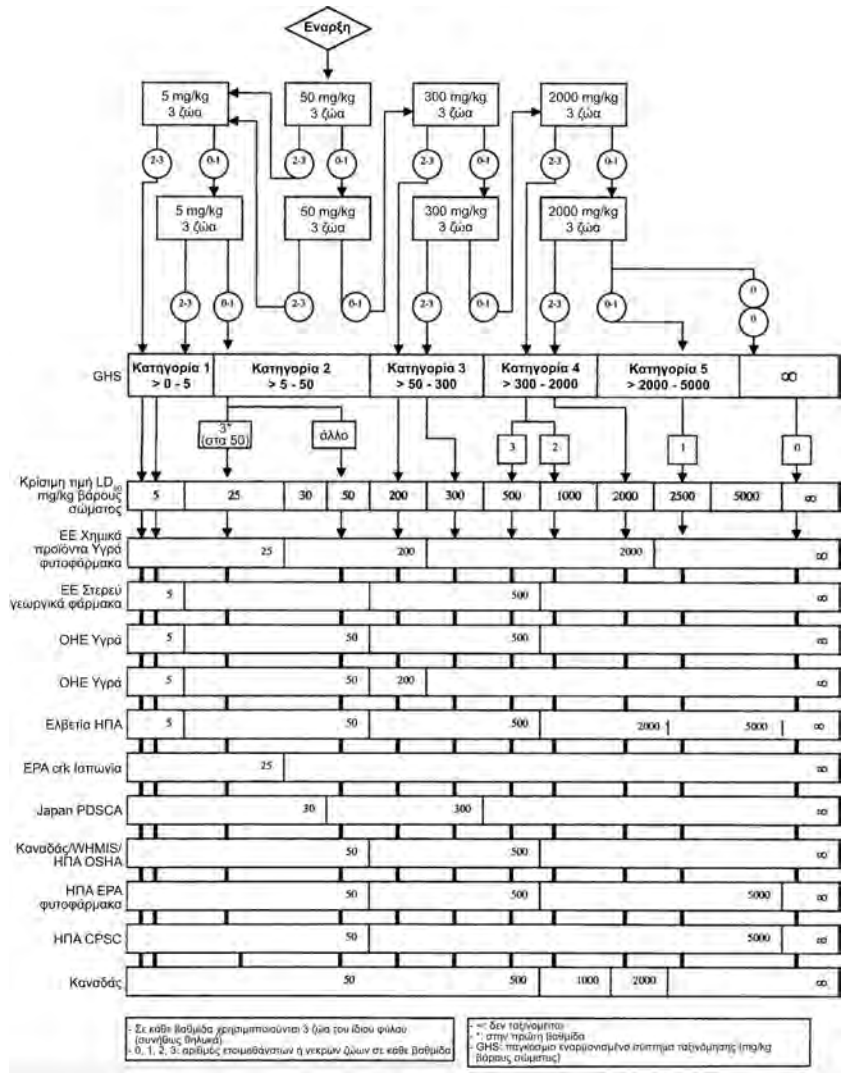 Εναρξη
5 mg/kg 50 mg/kg 300 mg/kg 2000 mg/kg
3 ζώα 3 ζώα 3 ζώα 3 ζώα
2-3 0-1 2-3 0-1 2-3 0-1 2-3 0-1
5 mg/kg 50 mg/kg 300 mg/kg 2000 mg/kg
3 ζώα 3 ζώα 3 ζώα 3 ζώα
0
2-3 0-1 2-3 0-1 2-3 0-1 2-3 0-1 0
Κατηγορία 1 Κατηγορία 2 Κατηγορία 3 Κατηγορία 4 Κατηγορία 5
GHS > 0 - 5 > 5 - 50 > 50 - 300 > 300 - 2000 > 2000 - 5000 ∞
3*
(στα 50) άλλο 3 2 1 0
Κρίσιμη τιμή LD50
mg/kg βάρους 5 25 30 50 200 300 500 1000 2000 2500 5000 ∞
σώματος
ΕΕ Χημικά
προϊόντα Υγρά 25 200 2000 ∞
φυτοφάρμακα
ΕΕ Στερεύ 5 500 ∞
γεωργικά φάρμακα
ΟΗΕ Υγρά 5 50 500 ∞
ΟΗΕ Υγρά 5 50 200 ∞
Ελβετία ΗΠΑ 5 50 500 2000 5000 ∞
EPA c/k Ιαπωνία 25 ∞
Japan PDSCA 30 300 ∞
Καναδάς/WHMIS/ 50 500 ∞
ΗΠΑ OSHA
ΗΠΑ EPA 50 500 5000 ∞
φυτοφάρμακα
ΗΠΑ CPSC 50 5000 ∞
Καναδάς 50 500 1000 2000 ∞
- Σε κάθε βαθμίδα χρησιμοποιούνται 3 ζώα του ίδιου φύλου
(συνήθως θηλυκά)
- 0, 1, 2, 3: αριθμός ετοιμοθάνατων ή νεκρών ζώων σε κάθε βαθμίδα
- ∞: δεν ταξινομείται
- *: στην πρώτη βαθμίδα
- GHS: παγκόσμιο εναρμονισμένο σύστημα ταξινόμησης (mg/kg
βάρους σώματος)